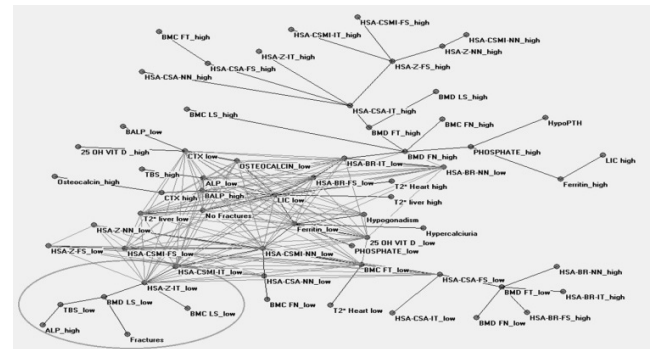 HSA-CSMI-FS_high
BMC FT_high
HSA-CSMI-IT_high
HSA-CSMI-NN_high
HSA-Z-IT_high
HSA-Z-NN_high
HSA-CSA-FS_high
HSA-Z-FS_high
HSA-CSA-NN_high
BMD LS_high
HSA-CSA-IT_high
BMC LS_high
BMC FN_high
HypoPTH
BALP_low
BMD FT_high
25 OH VIT D _high
CTX low
BMD FN_high
PHOSPHATE_high
OSTEOCALCIN_low
HSA-BR-IT_low
LIC high
TBS_high
HSA-BR-NN_low
Osteocalcin_high
ALP_low
HSA-BR-FS_low
T2* Heart high
Ferritin_high
CTX high
BALP_high
LIC low
T2* liver high
T2* liver low
No Fractures
Hypogonadism
HSA-Z-NN_low
Ferritin_low
Hypercalciuria
25 OH VIT D _low
HSA-Z-FS_low
HSA-CSMI-FS_low
HSA-CSMI-NN_low
PHOSPHATE_low
HSA-CSMI-IT_low
BMC FT_low
HSA-BR-NN_high
HSA-Z-IT_low
HSA-CSA-NN_low
HSA-CSA-FS_low
BMD FT_low
HSA-BR-IT_high
TBS_low
BMD LS_low
BMC LS_low
BMC FN_low
T2* Heart low
HSA-CSA-IT_low
BMD FN_low
HSA-BR-FS_high
ALP_high
Fractures